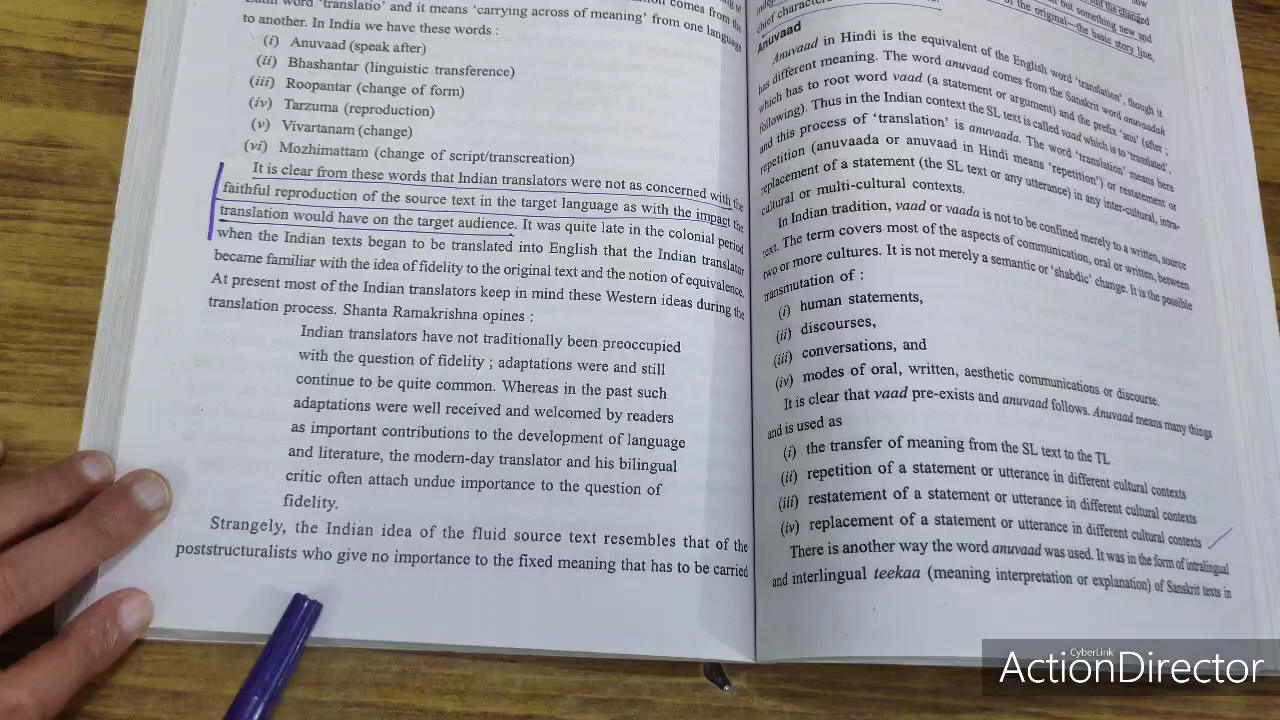 Latin word 'translatio' and it means 'carrying across of meaning' from one language
to another. In India we have these words :
(i) Anuvaad (speak after)
(ii) Bhashantar (linguistic transference)
(iii) Roopantar (change of form)
(iv) Tarzuma (reproduction)
(v) Vivartanam (change)
(vi) Mozhimattam (change of script/transcreation)
It is clear from these words that Indian translators were not as concerned with the
faithful reproduction of the source text in the target language as with the impact the
translation would have on the target audience. It was quite late in the colonial period
when the Indian texts began to be translated into English that the Indian translator
became familiar with the idea of fidelity to the original text and the notion of equivalence.
At present most of the Indian translators keep in mind these Western ideas during the
translation process. Shanta Ramakrishna opines :
Indian translators have not traditionally been preoccupied
with the question of fidelity ; adaptations were and still
continue to be quite common. Whereas in the past such
adaptations were well received and welcomed by readers
as important contributions to the development of language
and literature, the modern-day translator and his bilingual
critic often attach undue importance to the question of
fidelity.
Strangely, the Indian idea of the fluid source text resembles that of the
poststructuralists who give no importance to the fixed meaning that has to be carried
of the original—the basic story line,
chief
Anuvaad
Anuvaad in Hindi is the equivalent of the English word 'translation', though it
has different meaning. The word anuvaad comes from the Sanskrit word anuvaadah
which has to root word vaad (a statement or argument) and the prefix 'anu' (after ;
following). Thus in the Indian context the SL text is called vaad which is to 'translated',
and this process of 'translation' is anuvaada. The word 'translation' means here
repetition (anuvaada or anuvaad in Hindi means 'repetition') or restatement or
replacement of a statement (the SL text or any utterance) in any inter-cultural, intra-
cultural or multi-cultural contexts.
In Indian tradition, vaad or vaada is not to be confined merely to a written, source
text. The term covers most of the aspects of communication, oral or written, between
two or more cultures. It is not merely a semantic or 'shabdic' change. It is the possible
transmutation of :
(i) human statements,
(ii) discourses,
(iii) conversations, and
(iv) modes of oral, written, aesthetic communications or discourse.
It is clear that vaad pre-exists and anuvaad follows. Anuvaad means many things
and is used as
(i) the transfer of meaning from the SL text to the TL
(ii) repetition of a statement or utterance in different cultural contexts
(iii) restatement of a statement or utterance in different cultural contexts
(iv) replacement of a statement or utterance in different cultural contexts
There is another way the word anuvaad was used. It was in the form of intralingual
and interlingual teekaa (meaning interpretation or explanation) of Sanskrit texts in
CyberLink
ActionDirector